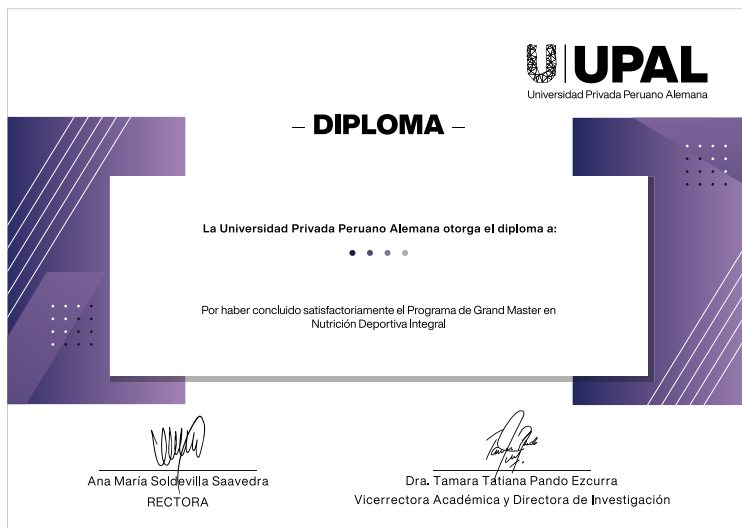 UPAL
Universidad Privada Peruano Alemana
– DIPLOMA –
La Universidad Privada Peruano Alemana otorga el diploma a:
Por haber concluido satisfactoriamente el Programa de Grand Master en
Nutrición Deportiva Integral
Ana María Soldevilla Saavedra
RECTORA
Dra. Tamara Tatiana Pando Ezcurra
Vicerrectora Académica y Directora de Investigación